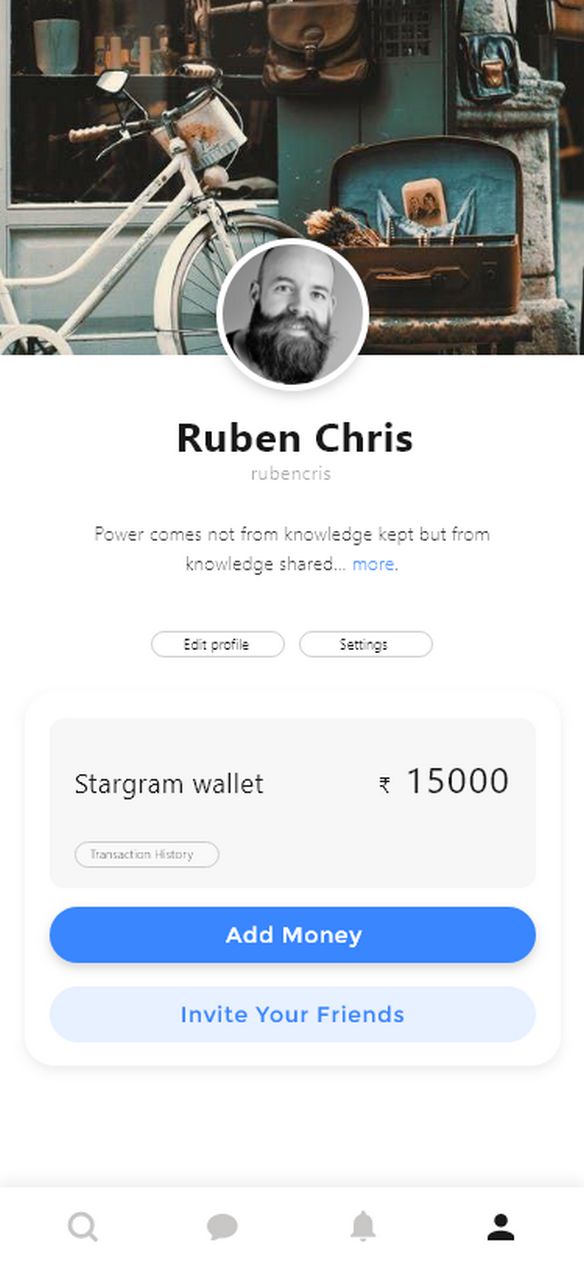 Ruben Chris
rubencris
Power comes not from knowledge kept but from
knowledge shared... more.
Edit profile
Settings
Stargram wallet
₹ 15000
Transaction History
Add Money
Invite Your Friends